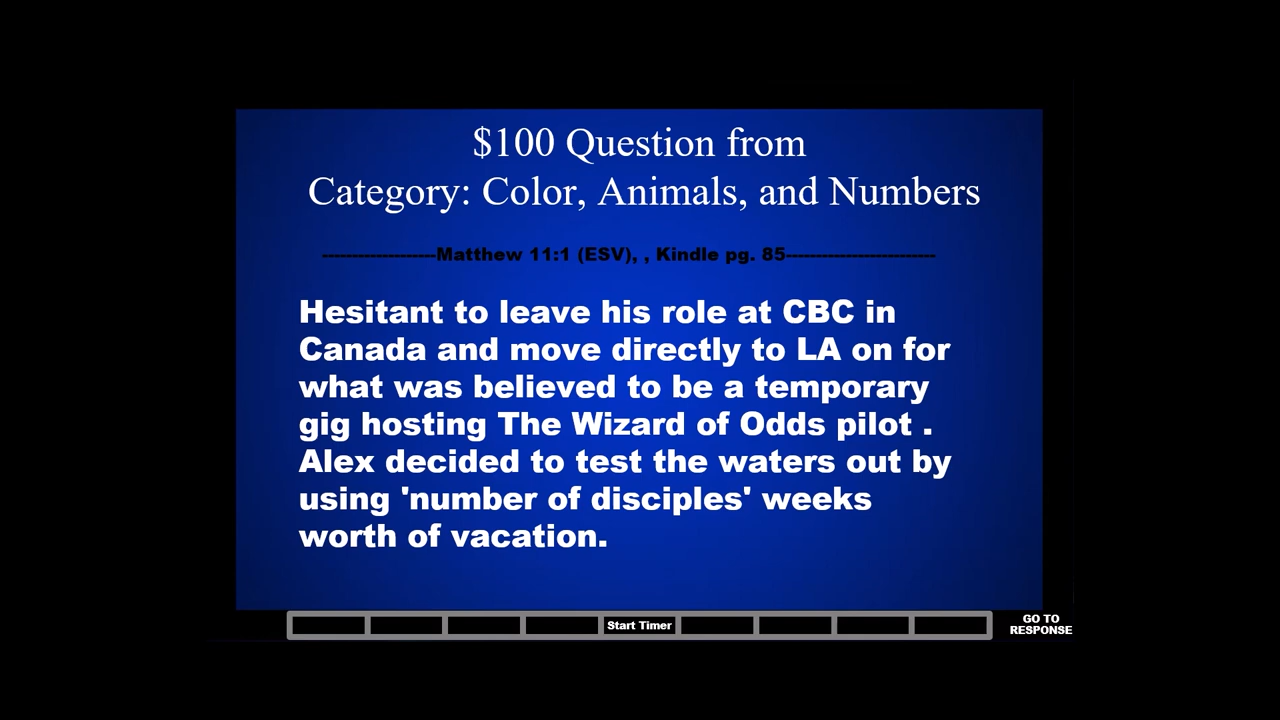 $100 Question from
Category: Color, Animals, and Numbers
-------------------Matthew 11:1 (ESV), , Kindle pg. 85-------------------------
Hesitant to leave his role at CBC in
Canada and move directly to LA on for
what was believed to be a temporary
gig hosting The Wizard of Odds pilot .
Alex decided to test the waters out by
using 'number of disciples' weeks
worth of vacation.
Start Timer
GO TO
RESPONSE